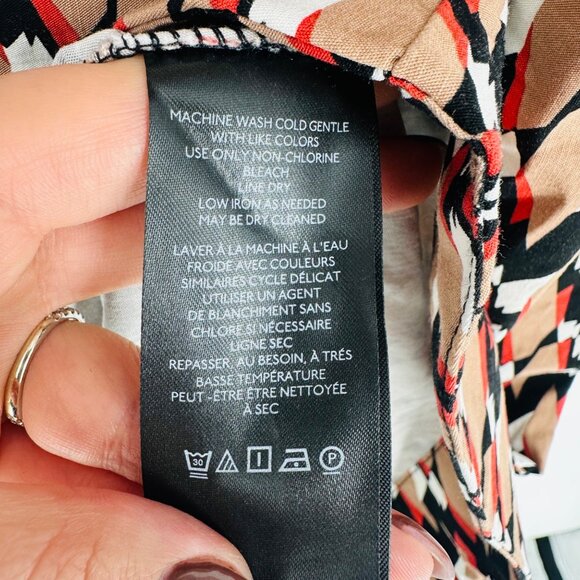 MACHINE WASH COLD GENTLE
WITH LIKE COLORS
USE ONLY NON-CHLORINE
BLEACH
LINE DRY
LOW IRON AS NEEDED
MAY BE DRY CLEANED
LAVER À LA MACHINE À L'EAU
FROIDE AVEC COULEURS
SIMILAIRES CYCLE DÉLICAT
UTILISER UN AGENT
DE BLANCHIMENT SANS
CHLORE SI NÉCESSAIRE
LIGNE SEC
REPASSER, AU BESOIN, À TRÉS
BASSE TEMPÉRATURE
PEUT -ÊTRE ÊTRE NETTOYÉE
À SEC
30 P